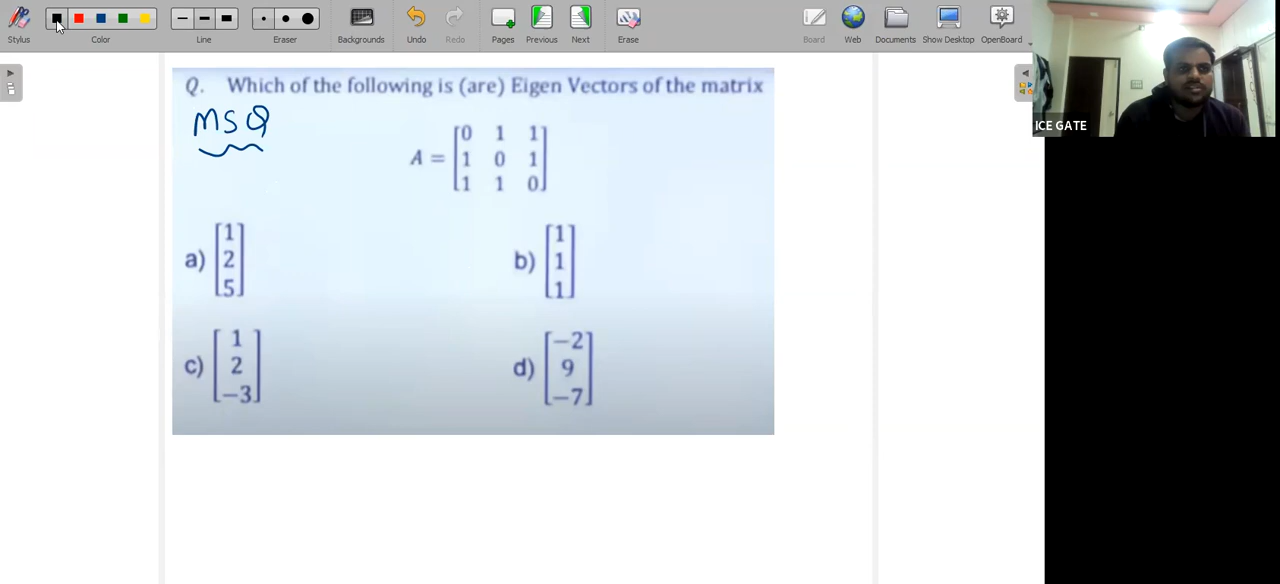 Stylus Color Line Eraser Backgrounds Undo Redo Pages Previous Next Erase Board Web Documents Show Desktop OpenBoard
Q. Which of the following is (are) Eigen Vectors of the matrix
MSQ
A = [0 1 1
1 0 1
1 1 0]
a) [1 2 5]
b) [1 1 1]
c) [1 2 −3]
d) [−2 9 −7]
ICE GATE